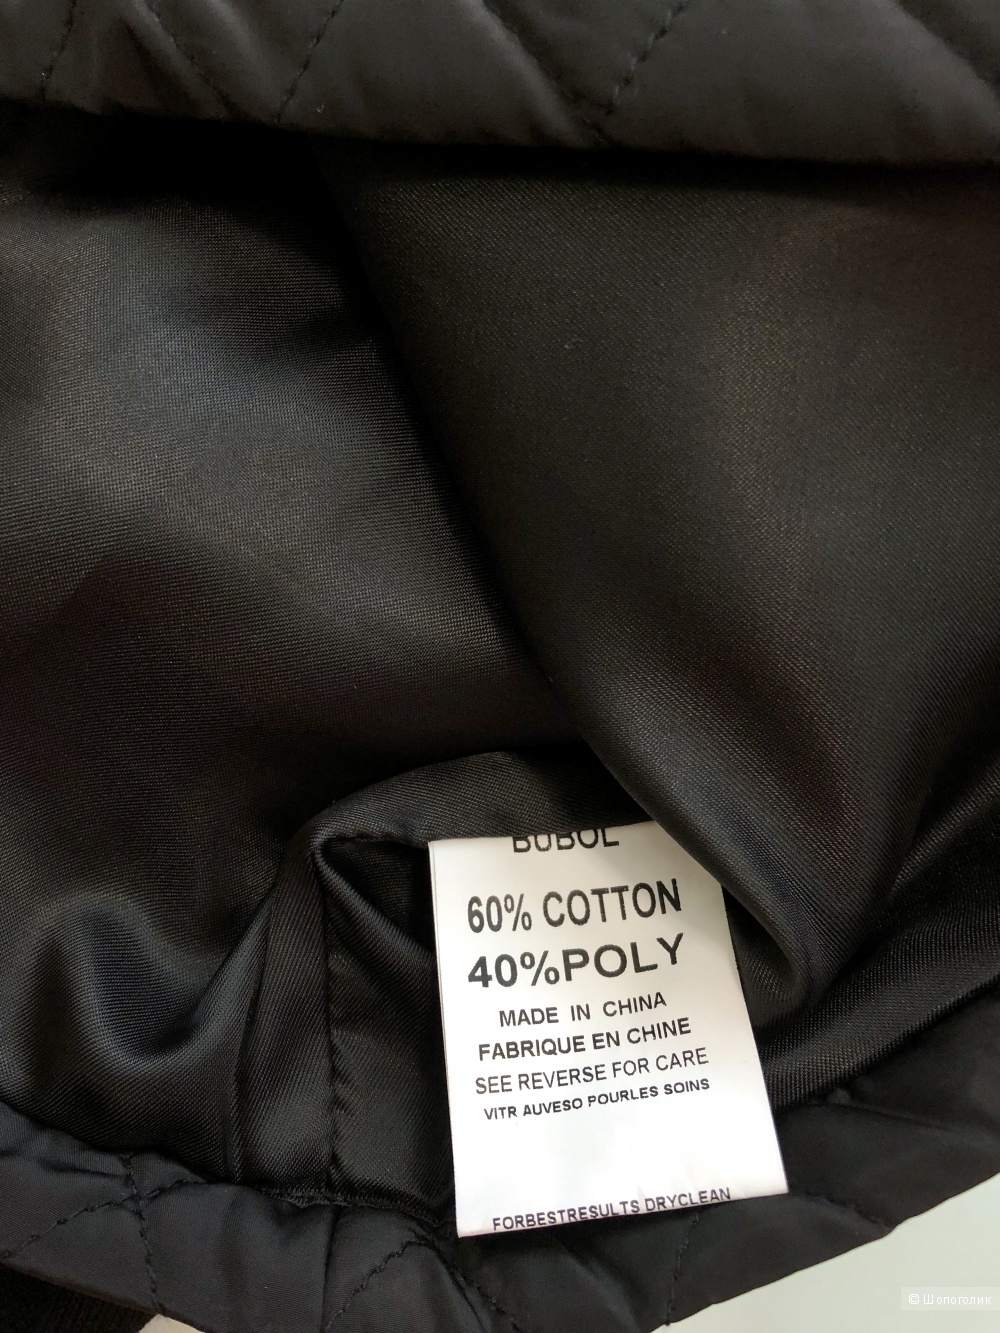 BUBOL
60% COTTON
40%POLY
MADE IN CHINA
FABRIQUE EN CHINE
SEE REVERSE FOR CARE
VITR AUVESO POURLES SOINS
FORBESTRESULTS DRYCLEAN
© Шопоголик